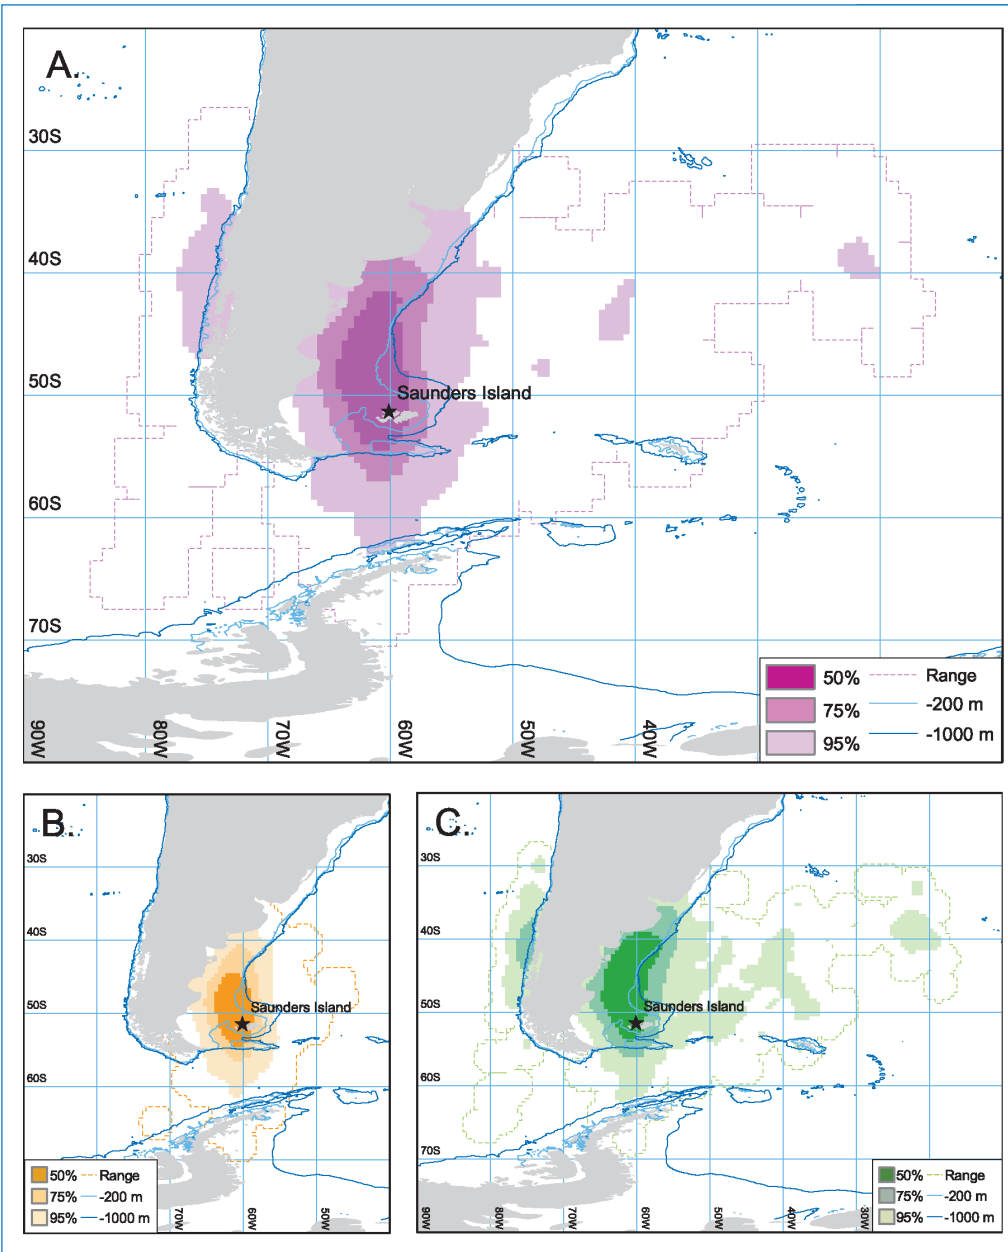 A.
30S
40S
50S
Saunders Island
60S
70S
90W
80W
70W
60W
50W
40W
50%
Range
75%
-200 m
95%
-1000 m
B.
30S
40S
50S
Saunders Island
60S
70W
60W
50W
50% Range
75% -200 m
95% -1000 m
C.
30S
40S
50S
Saunders Island
60S
70S
90W
80W
70W
60W
50W
40W
30W
50% Range
75% -200 m
95% -1000 m